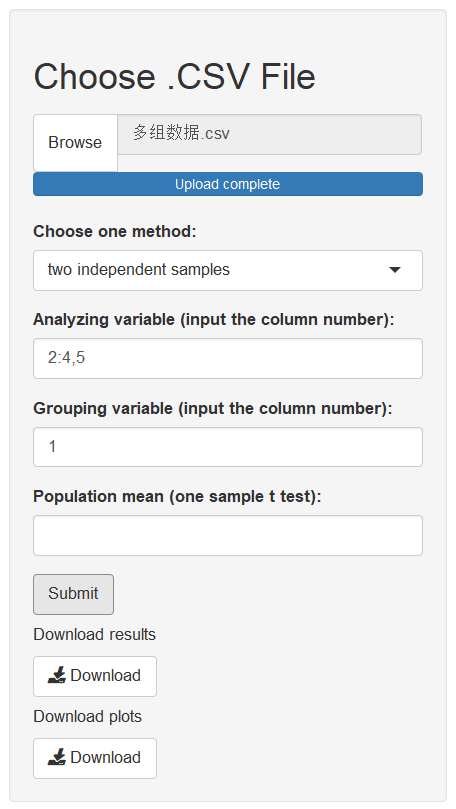 Choose .CSV File
Browse
多组数据.csv
Upload complete
Choose one method:
two independent samples
Analyzing variable (input the column number):
2:4,5
Grouping variable (input the column number):
1
Population mean (one sample t test):
Submit
Download results
Download
Download plots
Download